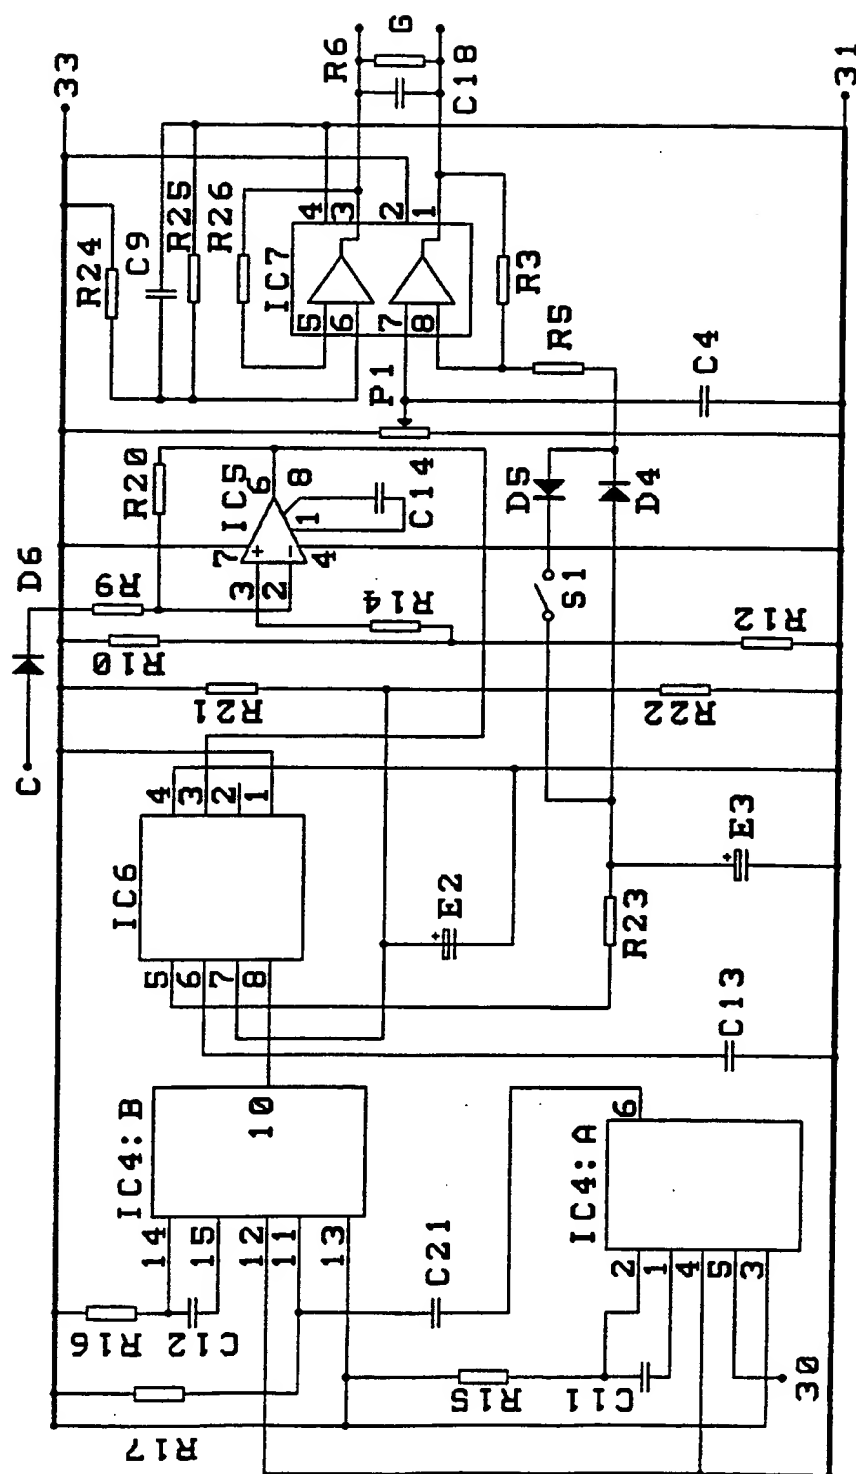 33
R6
G
C18
31
R24
C9
R25
R26
4
3
2
1
IC7
5
6
7
8
R3
R5
P1
C4
D6
R9
R20
IC5
6
8
1
7
+
3
2
−
4
C14
D5
D4
S1
R14
R10
R12
R21
R22
C
4
3
2
1
IC6
5
6
7
8
+
E2
R23
+
E3
C13
IC4:B
10
14
15
12
11
13
C21
IC4:A
6
2
1
4
5
3
R16
C12
R15
C11
30
R17